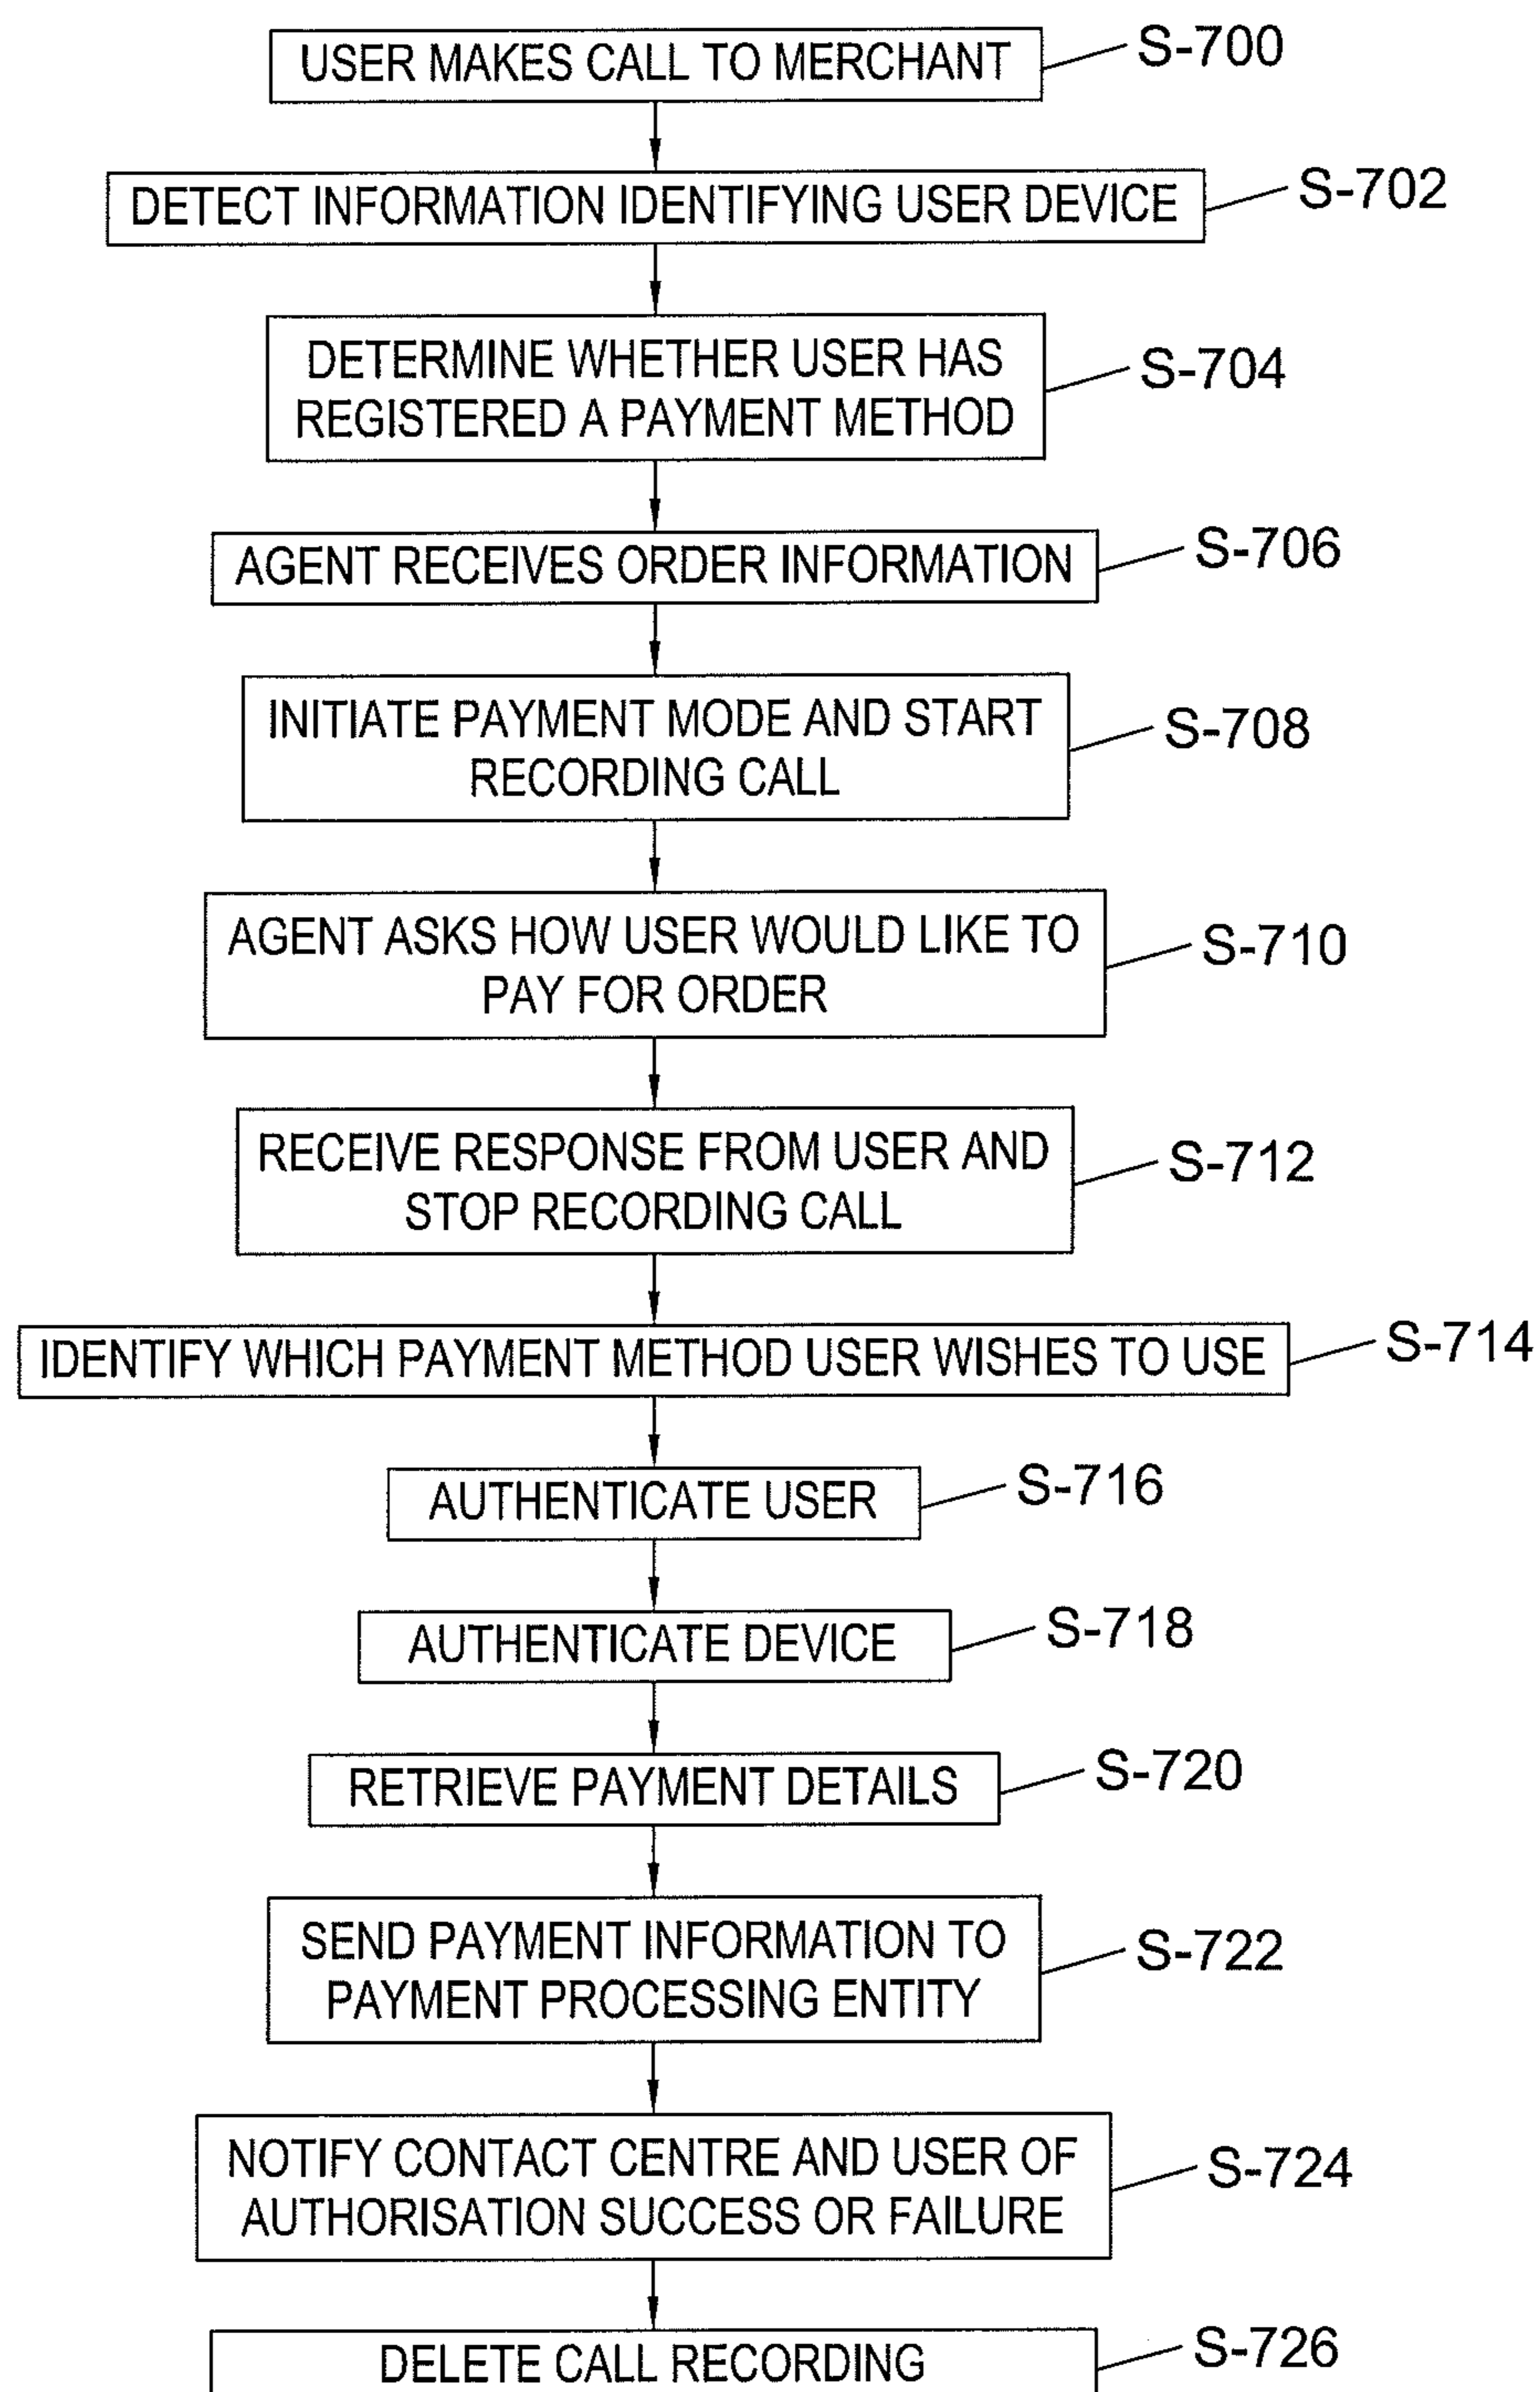 USER MAKES CALL TO MERCHANT
S-700
DETECT INFORMATION IDENTIFYING USER DEVICE
S-702
DETERMINE WHETHER USER HAS
REGISTERED A PAYMENT METHOD
S-704
AGENT RECEIVES ORDER INFORMATION
S-706
INITIATE PAYMENT MODE AND START
RECORDING CALL
S-708
AGENT ASKS HOW USER WOULD LIKE TO
PAY FOR ORDER
S-710
RECEIVE RESPONSE FROM USER AND
STOP RECORDING CALL
S-712
IDENTIFY WHICH PAYMENT METHOD USER WISHES TO USE
S-714
AUTHENTICATE USER
S-716
AUTHENTICATE DEVICE
S-718
RETRIEVE PAYMENT DETAILS
S-720
SEND PAYMENT INFORMATION TO
PAYMENT PROCESSING ENTITY
S-722
NOTIFY CONTACT CENTRE AND USER OF
AUTHORISATION SUCCESS OR FAILURE
S-724
DELETE CALL RECORDING
S-726